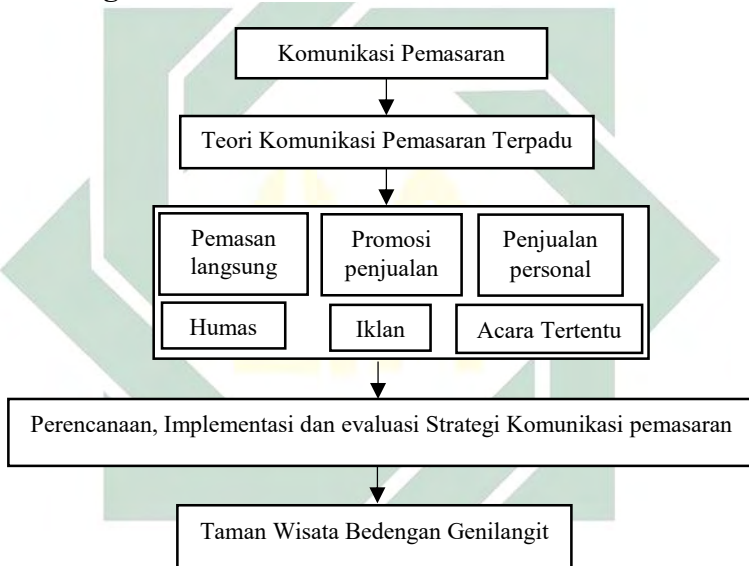 Komunikasi Pemasaran
Teori Komunikasi Pemasaran Terpadu
Pemasan
langsung
Promosi
penjualan
Penjualan
personal
Humas
Iklan
Acara Tertentu
Perencanaan, Implementasi dan evaluasi Strategi Komunikasi pemasaran
Taman Wisata Bedengan Genilangit